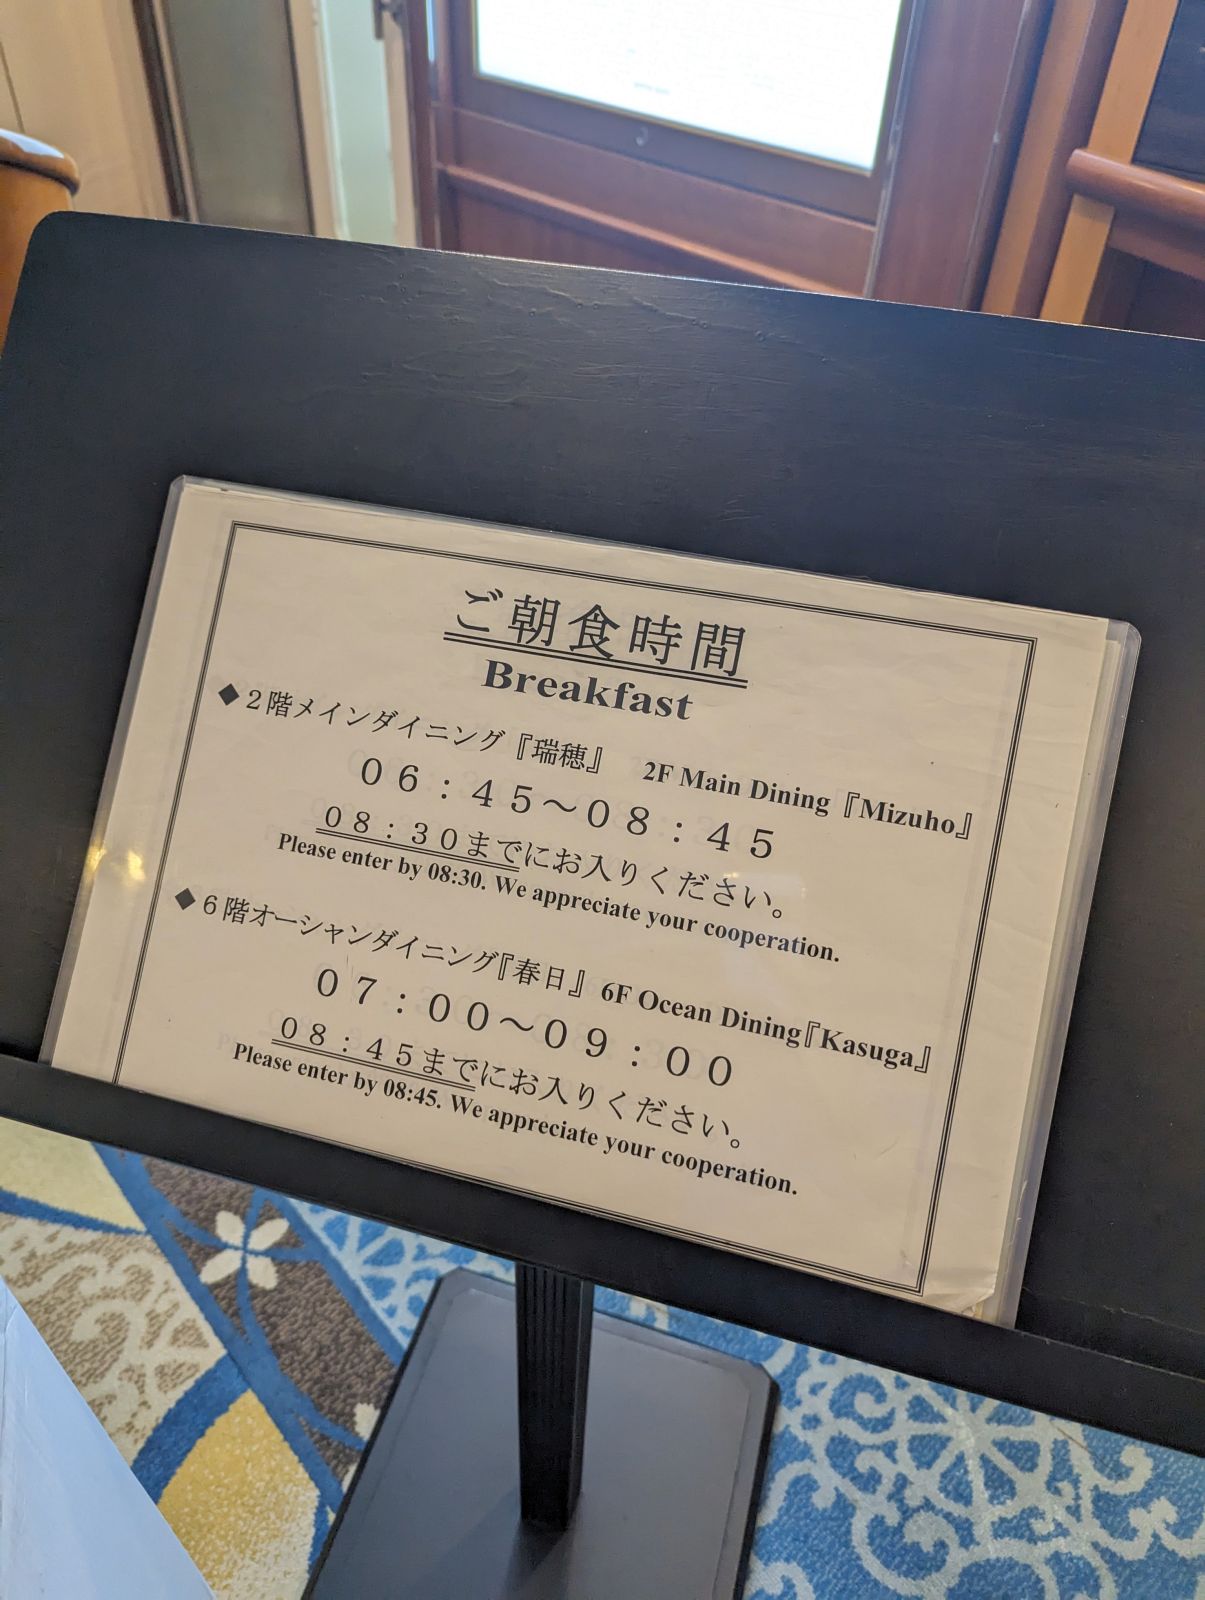 ご朝食時間
Breakfast
◆２階メインダイニング『瑞穂』 2F Main Dining『Mizuho』
０６：４５～０８：４５
０８：３０までにお入りください。
Please enter by 08:30. We appreciate your cooperation.
◆６階オーシャンダイニング『春日』 6F Ocean Dining『Kasuga』
０７：００～０９：００
０８：４５までにお入りください。
Please enter by 08:45. We appreciate your cooperation.